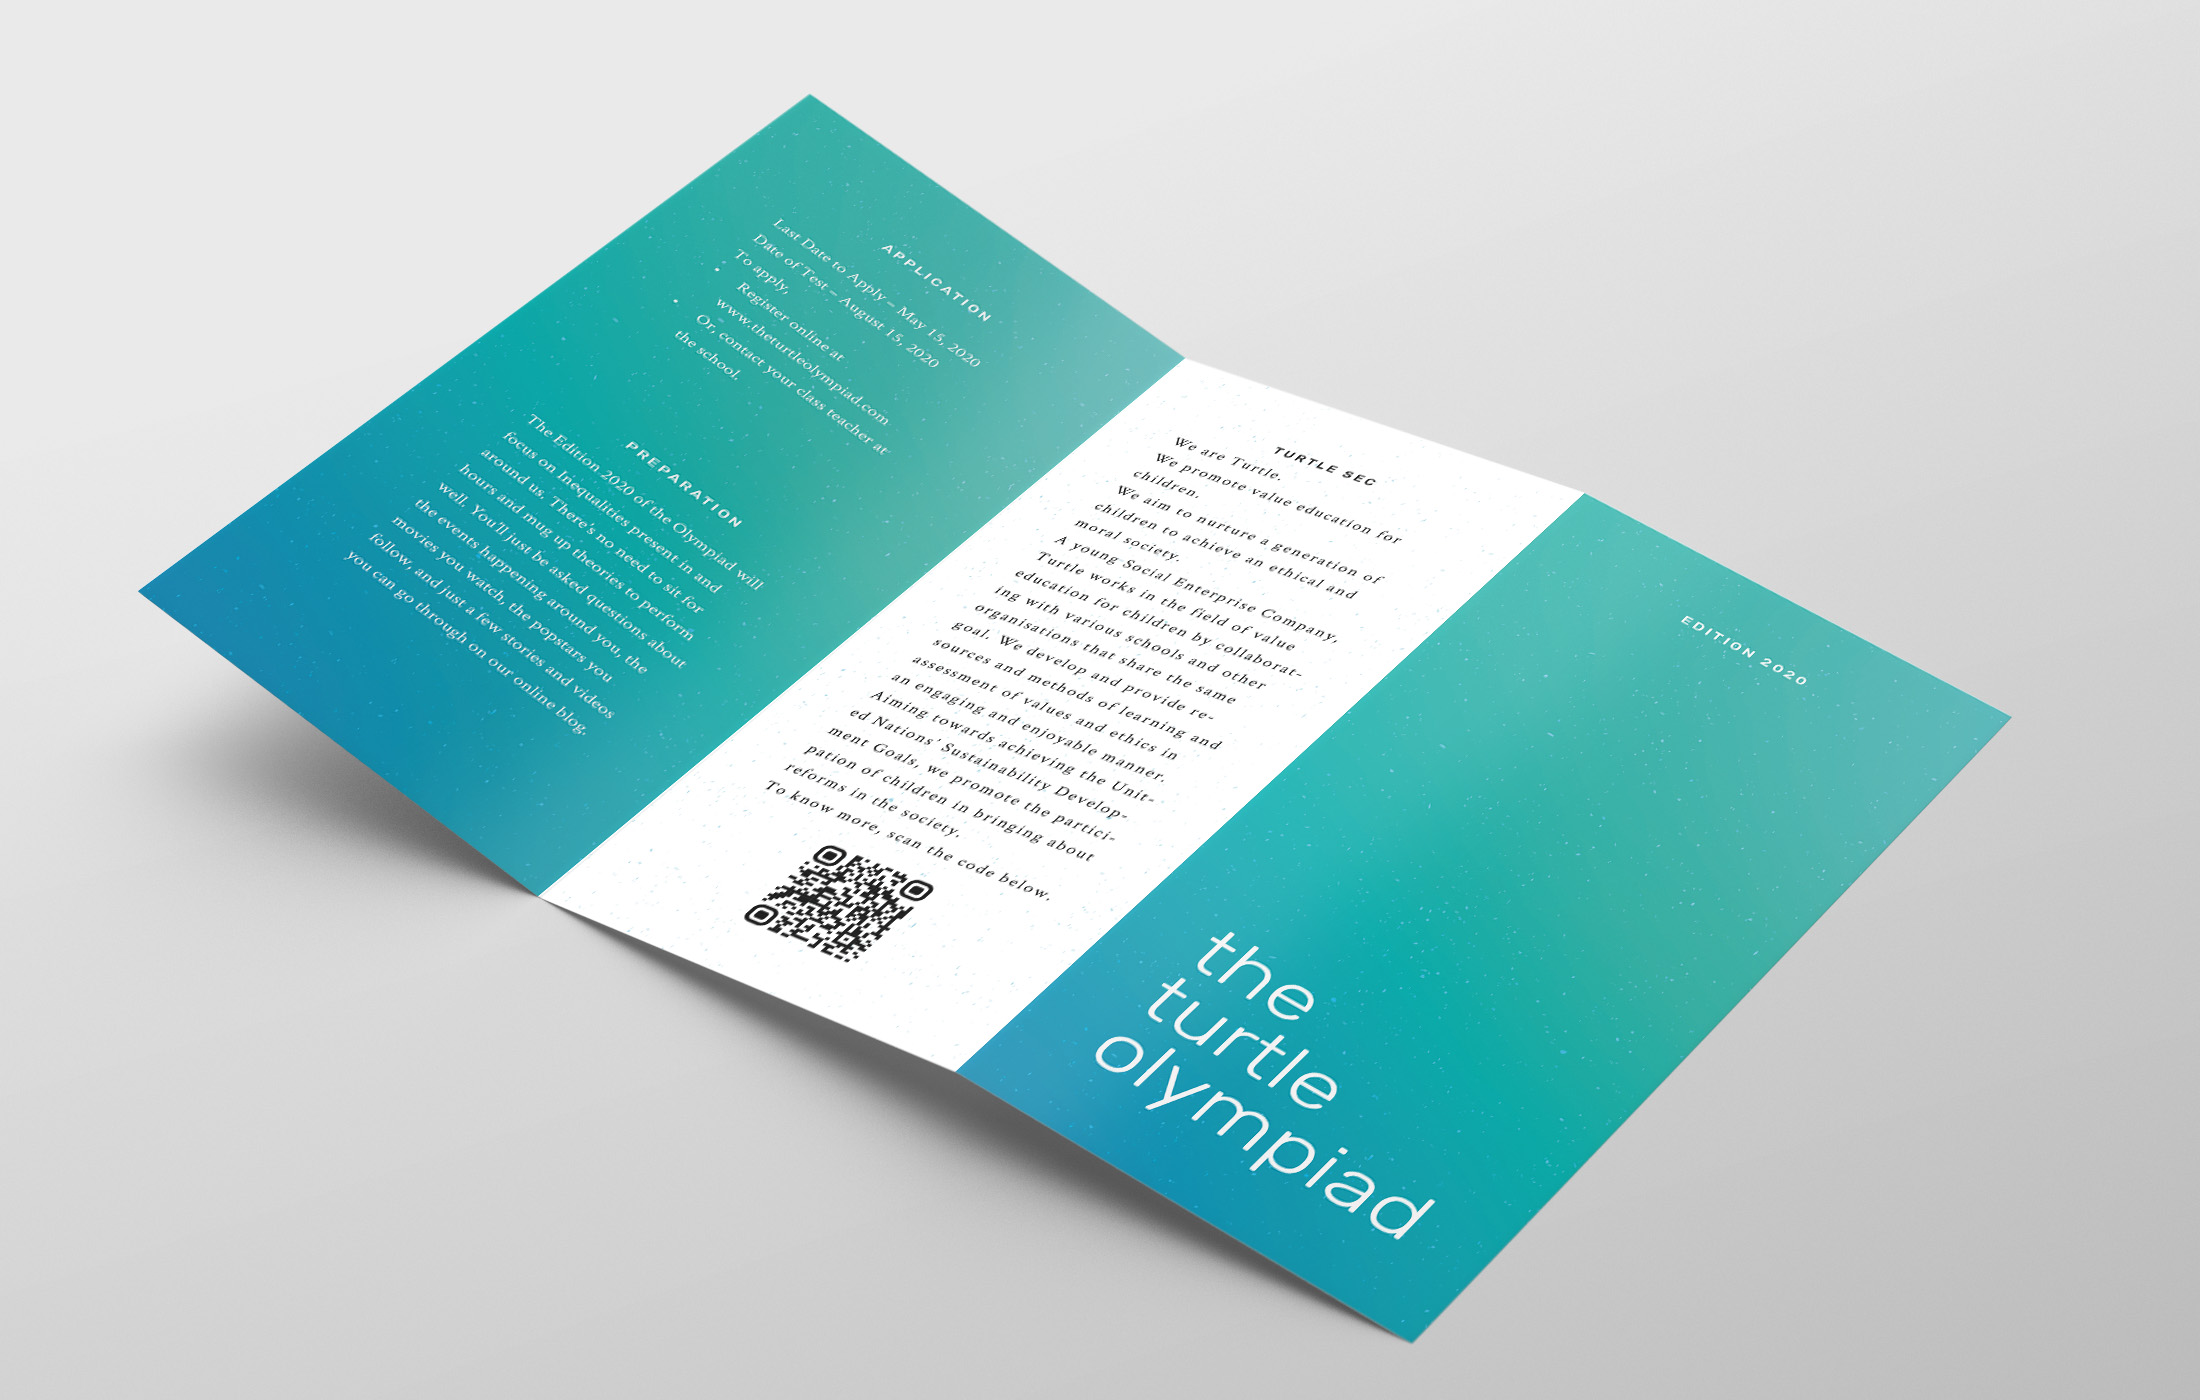 APPLICATION
Last Date to Apply – May 15, 2020
Date of Test – August 15, 2020
To apply,
• Register online at
www.theturtleolympiad.com
• Or, contact your class teacher at
the school.
PREPARATION
The Edition 2020 of the Olympiad will
focus on Inequalities present in and
around us. There's no need to sit for
hours and mug up theories to perform
well. You'll just be asked questions about
the events happening around you, the
movies you watch, the popstars you
follow, and just a few stories and videos
you can go through on our online blog.
TURTLE SEC
We are Turtle.
We promote value education for
children.
We aim to nurture a generation of
children to achieve an ethical and
moral society.
A young Social Enterprise Company,
Turtle works in the field of value
education for children by collaborat-
ing with various schools and other
organisations that share the same
goal. We develop and provide re-
sources and methods of learning and
assessment of values and ethics in
an engaging and enjoyable manner.
Aiming towards achieving the Unit-
ed Nations' Sustainability Develop-
ment Goals, we promote the partici-
pation of children in bringing about
reforms in the society.
To know more, scan the code below.
EDITION 2020
the
turtle
olympiad